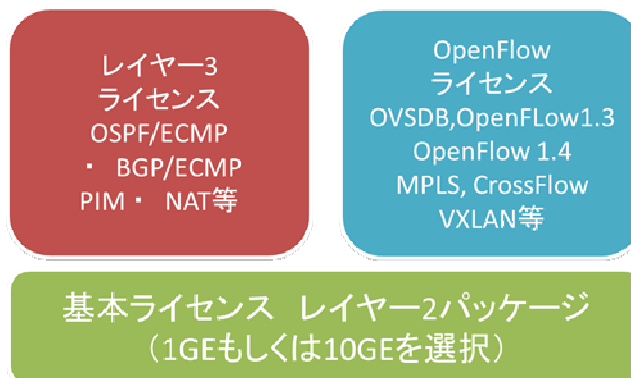 レイヤー3
ライセンス
OSPF/ECMP
・ BGP/ECMP
PIM・ NAT等
OpenFlow
ライセンス
OVSDB,OpenFLow1.3
OpenFlow 1.4
MPLS, CrossFlow
VXLAN等
基本ライセンス　レイヤー2パッケージ
（1GEもしくは10GEを選択）